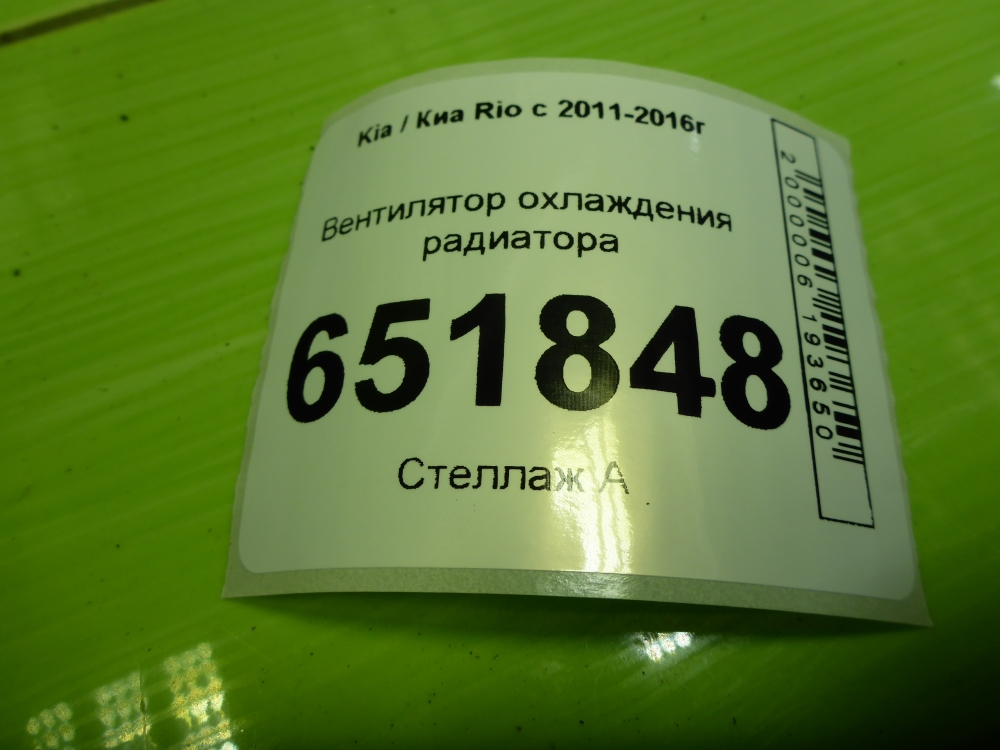 Kia / Киа Rio с 2011-2016г
Вентилятор охлаждения
радиатора
651848
Стеллаж А
2000006193650